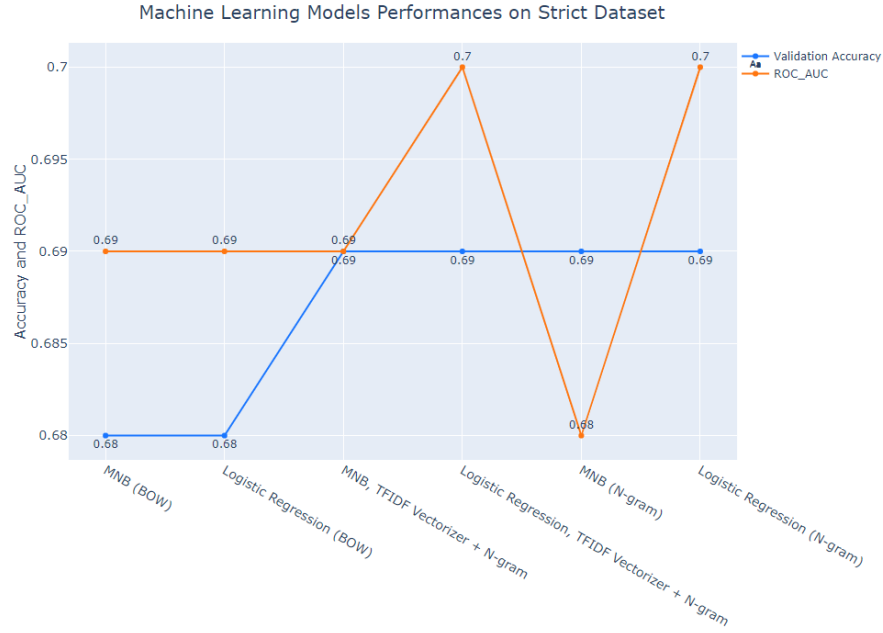 Machine Learning Models Performances on Strict Dataset
Validation Accuracy
Aa
ROC_AUC
Accuracy and ROC_AUC
0.7
0.695
0.69
0.685
0.68
0.69
0.69
0.69
0.7
0.68
0.7
0.68
0.68
0.69
0.69
0.69
0.69
MNB (BOW)
Logistic Regression (BOW)
MNB, TFIDF Vectorizer + N-gram
Logistic Regression, TFIDF Vectorizer + N-gram
MNB (N-gram)
Logistic Regression (N-gram)